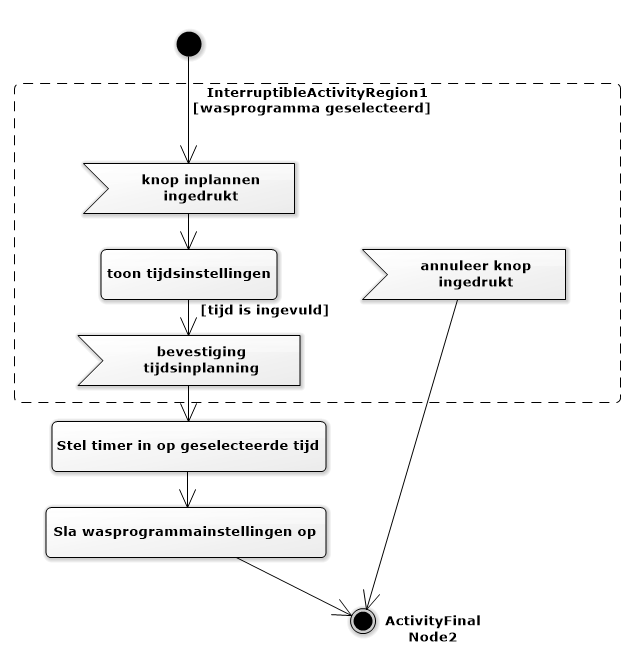 InterruptibleActivityRegion1
[wasprogramma geselecteerd]
knop inplannen
ingedrukt
toon tijdsinstellingen
annuleer knop
ingedrukt
[tijd is ingevuld]
bevestiging
tijdsinplanning
Stel timer in op geselecteerde tijd
Sla wasprogrammainstellingen op
ActivityFinal
Node2